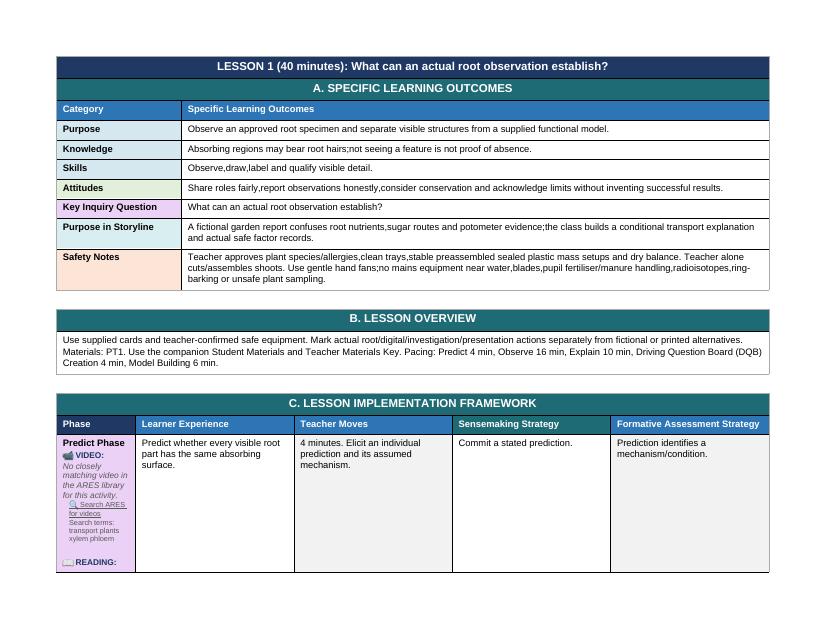 LESSON 1 (40 minutes): What can an actual root observation establish?
A. SPECIFIC LEARNING OUTCOMES
Category Specific Learning Outcomes
Purpose Observe an approved root specimen and separate visible structures from a supplied functional model.
Knowledge Absorbing regions may bear root hairs;not seeing a feature is not proof of absence.
Skills Observe,draw,label and qualify visible detail.
Attitudes Share roles fairly,report observations honestly,consider conservation and acknowledge limits without inventing successful results.
Key Inquiry Question What can an actual root observation establish?
Purpose in Storyline A fictional garden report confuses root nutrients,sugar routes and potometer evidence;the class builds a conditional transport explanation
and actual safe factor records.
Safety Notes Teacher approves plant species/allergies,clean trays,stable preassembled sealed plastic mass setups and dry balance. Teacher alone
cuts/assembles shoots. Use gentle hand fans;no mains equipment near water,blades,pupil fertiliser/manure handling,radioisotopes,ring-
barking or unsafe plant sampling.
B. LESSON OVERVIEW
Use supplied cards and teacher-confirmed safe equipment. Mark actual root/digital/investigation/presentation actions separately from fictional or printed alternatives.
Materials: PT1. Use the companion Student Materials and Teacher Materials Key. Pacing: Predict 4 min, Observe 16 min, Explain 10 min, Driving Question Board (DQB)
Creation 4 min, Model Building 6 min.
C. LESSON IMPLEMENTATION FRAMEWORK
Phase Learner Experience Teacher Moves Sensemaking Strategy Formative Assessment Strategy
Predict Phase
VIDEO:
No closely
matching video in
the ARES library
for this activity.
Search ARES
for videos
Search terms:
transport plants
xylem phloem
READING:
Predict whether every visible root
part has the same absorbing
surface.
4 minutes. Elicit an individual
prediction and its assumed
mechanism.
Commit a stated prediction.
Prediction identifies a
mechanism/condition.